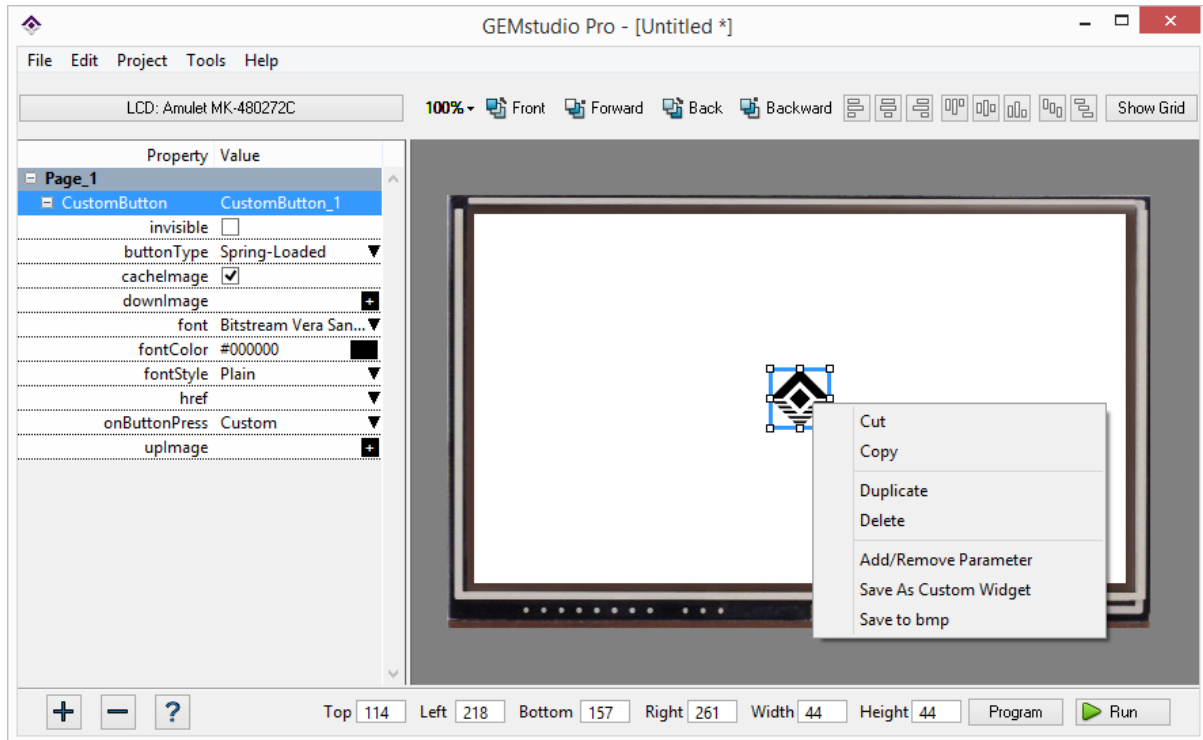 GEMstudio Pro - [Untitled *]
File Edit Project Tools Help
LCD: Amulet MK-480272C
100% Front Forward Back Backward Show Grid
Property Value
Page_1
CustomButton CustomButton_1
invisible
buttonType Spring-Loaded
cacheImage
downImage
font Bitstream Vera San...
fontColor #000000
fontStyle Plain
href
onButtonPress Custom
upImage
Cut
Copy
Duplicate
Delete
Add/Remove Parameter
Save As Custom Widget
Save to bmp
Top 114 Left 218 Bottom 157 Right 261 Width 44 Height 44 Program Run